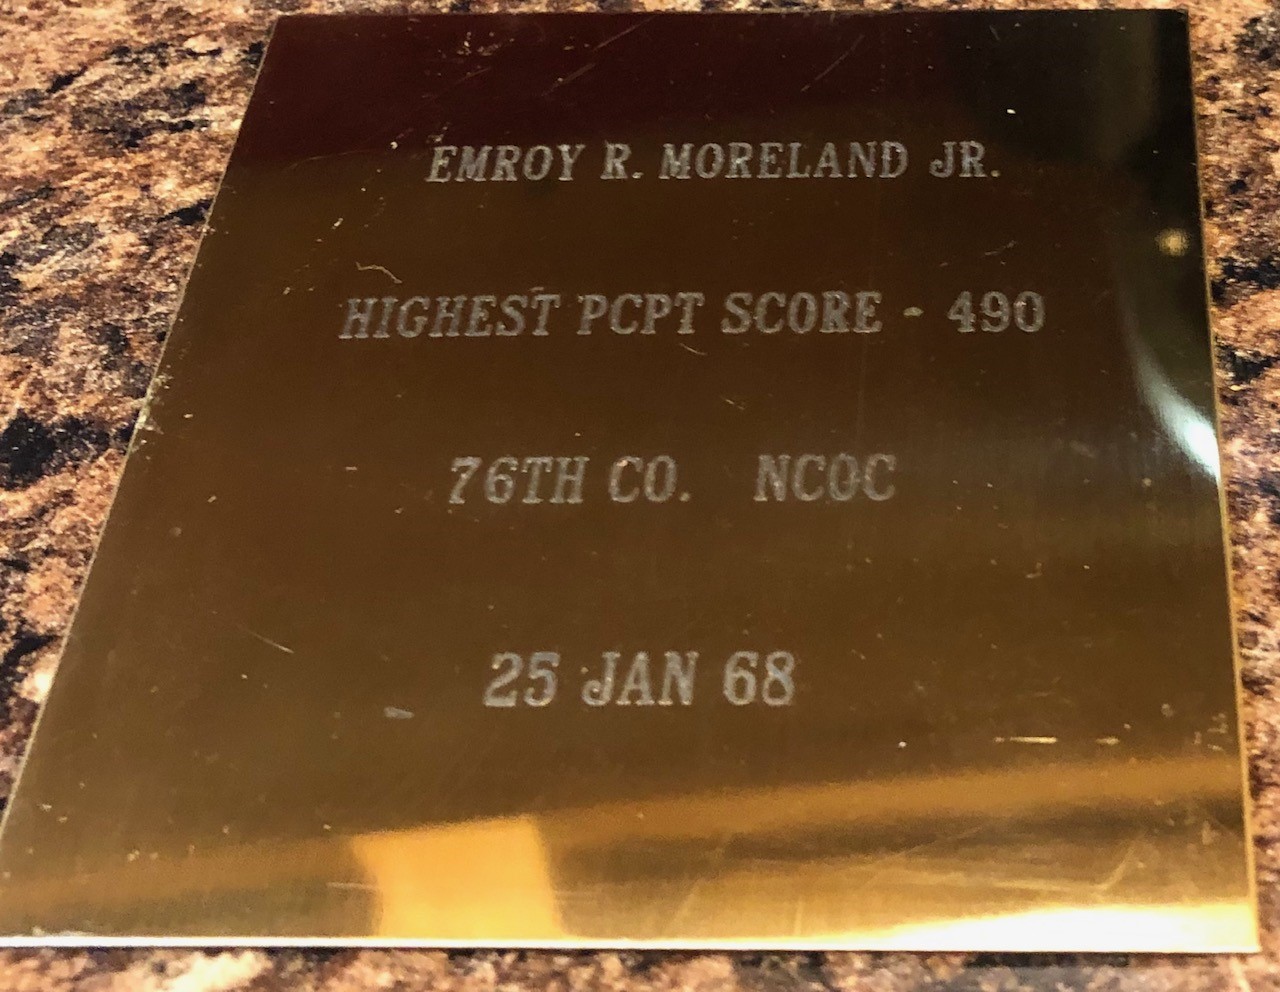 EMROY R. MORELAND JR.
HIGHEST PCPT SCORE - 490
76TH CO. NCOC
25 JAN 68